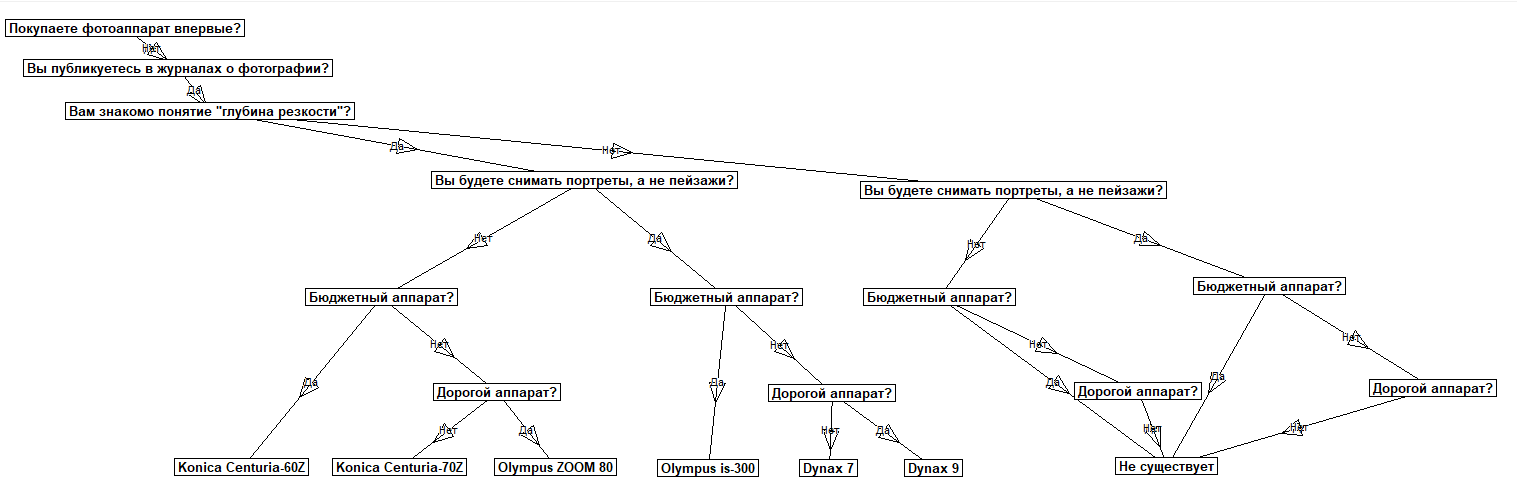 Покупаете фотоаппарат впервые?
Нет
Вы публикуетесь в журналах о фотографии?
Да
Вам знакомо понятие "глубина резкости"?
Да
Нет
Вы будете снимать портреты, а не пейзажи?
Вы будете снимать портреты, а не пейзажи?
Нет
Да
Нет
Да
Бюджетный аппарат?
Бюджетный аппарат?
Бюджетный аппарат?
Бюджетный аппарат?
Нет
Нет
Нет
Нет
Да
Да
Да
Да
Дорогой аппарат?
Дорогой аппарат?
Дорогой аппарат?
Дорогой аппарат?
Нет
Да
Нет
Да
Нет
Нет
Konica Centuria-60Z
Konica Centuria-70Z
Olympus ZOOM 80
Olympus is-300
Dynax 7
Dynax 9
Не существует